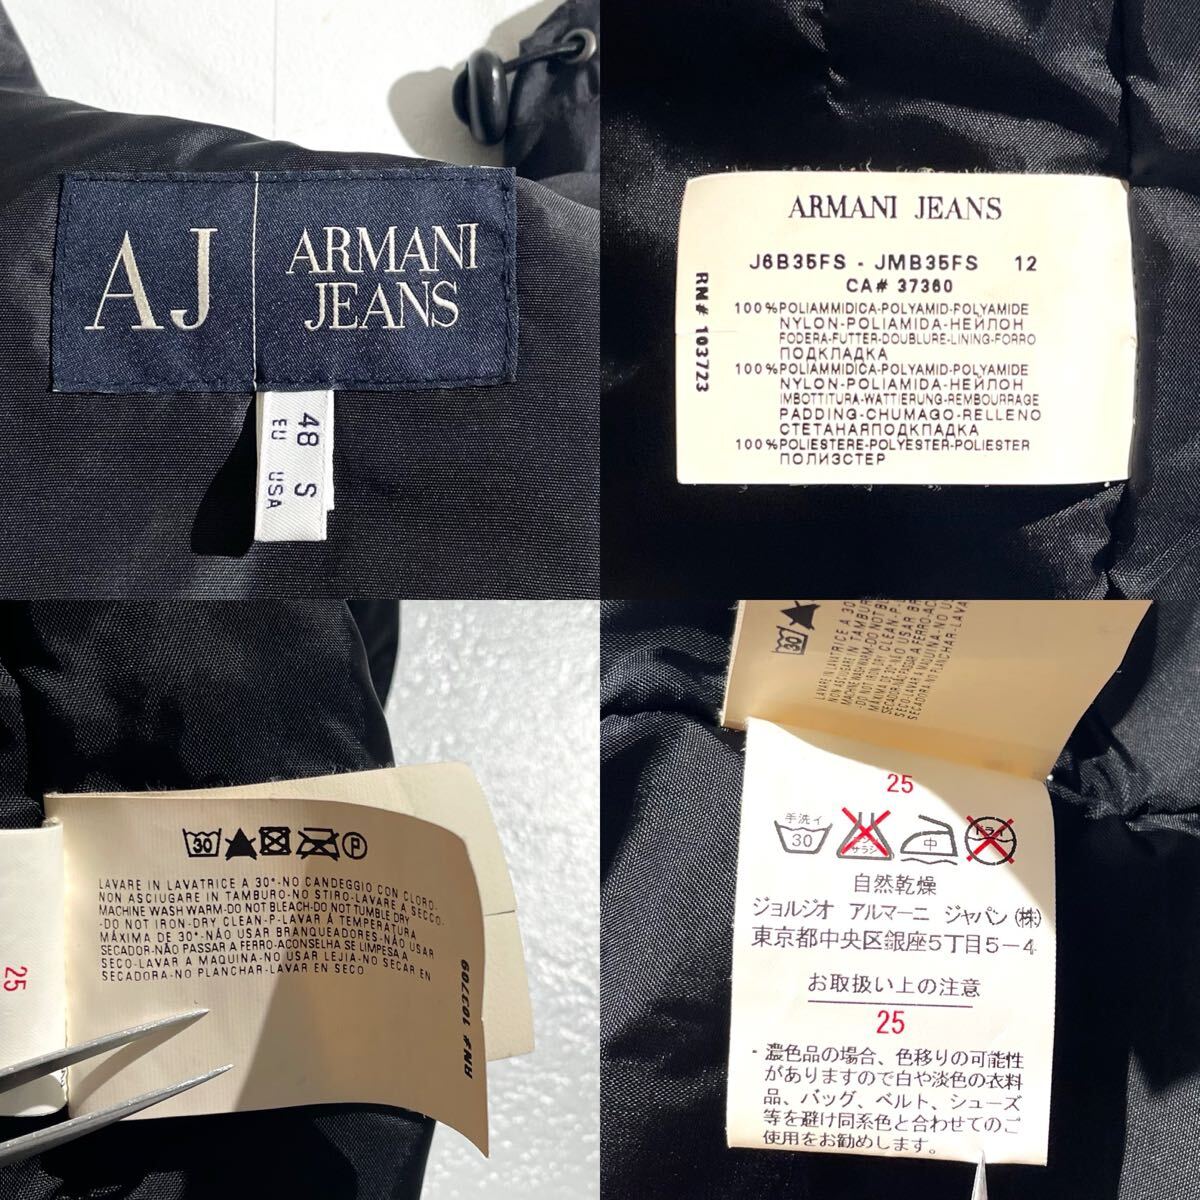 AJ
ARMANI
JEANS
48 S
EU USA
ARMANI JEANS
J6B35FS - JMB35FS 12
CA# 37360
RN# 103723
100%POLIAMMIDICA-POLYAMID-POLYAMIDE
NYLON-POLIAMIDA-НЕЙЛОН
FODERA-FUTTER-DOUBLURE-LINING-FORRO
ПОДКЛАДКА
100%POLIAMMIDICA-POLYAMID-POLYAMIDE
NYLON-POLIAMIDA-НЕЙЛОН
IMBOTTITURA-WATTIERUNG-REMBOURRAGE
PADDING-CHUMAGO-RELLENO
СТЕГАНАЯПОДКЛАДКА
100%POLIESTERE-POLYESTER-POLIESTER
ПОЛИЭСТЕР
25
30 P
LAVARE IN LAVATRICE A 30°-NO CANDEGGIO CON CLORO-
NON ASCIUGARE IN TAMBURO-NO STIRO-LAVARE A SECCO-
MACHINE WASH WARM-DO NOT BLEACH-DO NOT TUMBLE DRY
-DO NOT IRON-DRY CLEAN-P-LAVAR Á TEMPERATURA
MÁXIMA DE 30°-NÃO USAR BRANQUEADORES-NÃO USAR
SECADOR-NÃO PASSAR A FERRO-ACONSELHA SE LIMPESA A
SECO-LAVAR A MAQUINA-NO USAR LEJIÁ-NO SECAR EN
SECADORA-NO PLANCHAR-LAVAR EN SECO
30
25
手洗イ
30
サラシ
中
ドライ
自然乾燥
ジョルジオ アルマーニ ジャパン(株)
東京都中央区銀座5丁目5-4
お取扱い上の注意
25
・濃色品の場合、色移りの可能性
がありますので白や淡色の衣料
品、バッグ、ベルト、シューズ
等を避け同系色と合わせてのご
使用をお勧めします。